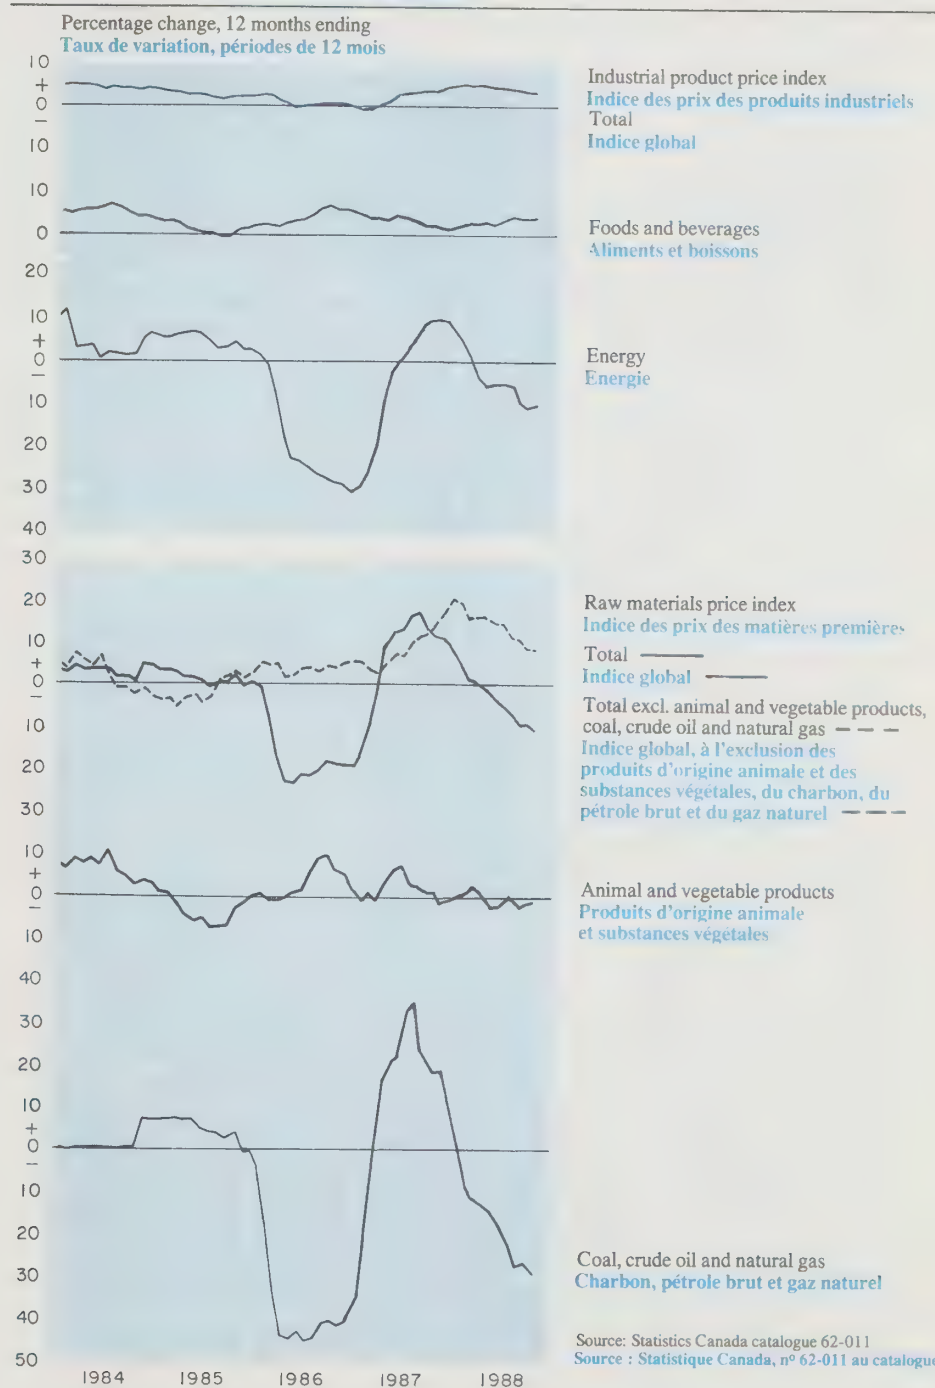 Percentage change, 12 months ending
Taux de variation, périodes de 12 mois
10
+
0
–
10
Industrial product price index
Indice des prix des produits industriels
Total
Indice global
10
0
Foods and beverages
Aliments et boissons
20
10
+
0
–
10
20
30
40
Energy
Energie
30
20
10
+
0
–
10
20
30
Raw materials price index
Indice des prix des matières premières
Total
Indice global
Total excl. animal and vegetable products,
coal, crude oil and natural gas
Indice global, à l'exclusion des
produits d'origine animale et des
substances végétales, du charbon, du
pétrole brut et du gaz naturel
10
+
0
–
10
Animal and vegetable products
Produits d'origine animale
et substances végétales
40
30
20
10
+
0
–
10
20
30
40
50
Coal, crude oil and natural gas
Charbon, pétrole brut et gaz naturel
1984 1985 1986 1987 1988
Source: Statistics Canada catalogue 62-011
Source : Statistique Canada, nº 62-011 au catalogue